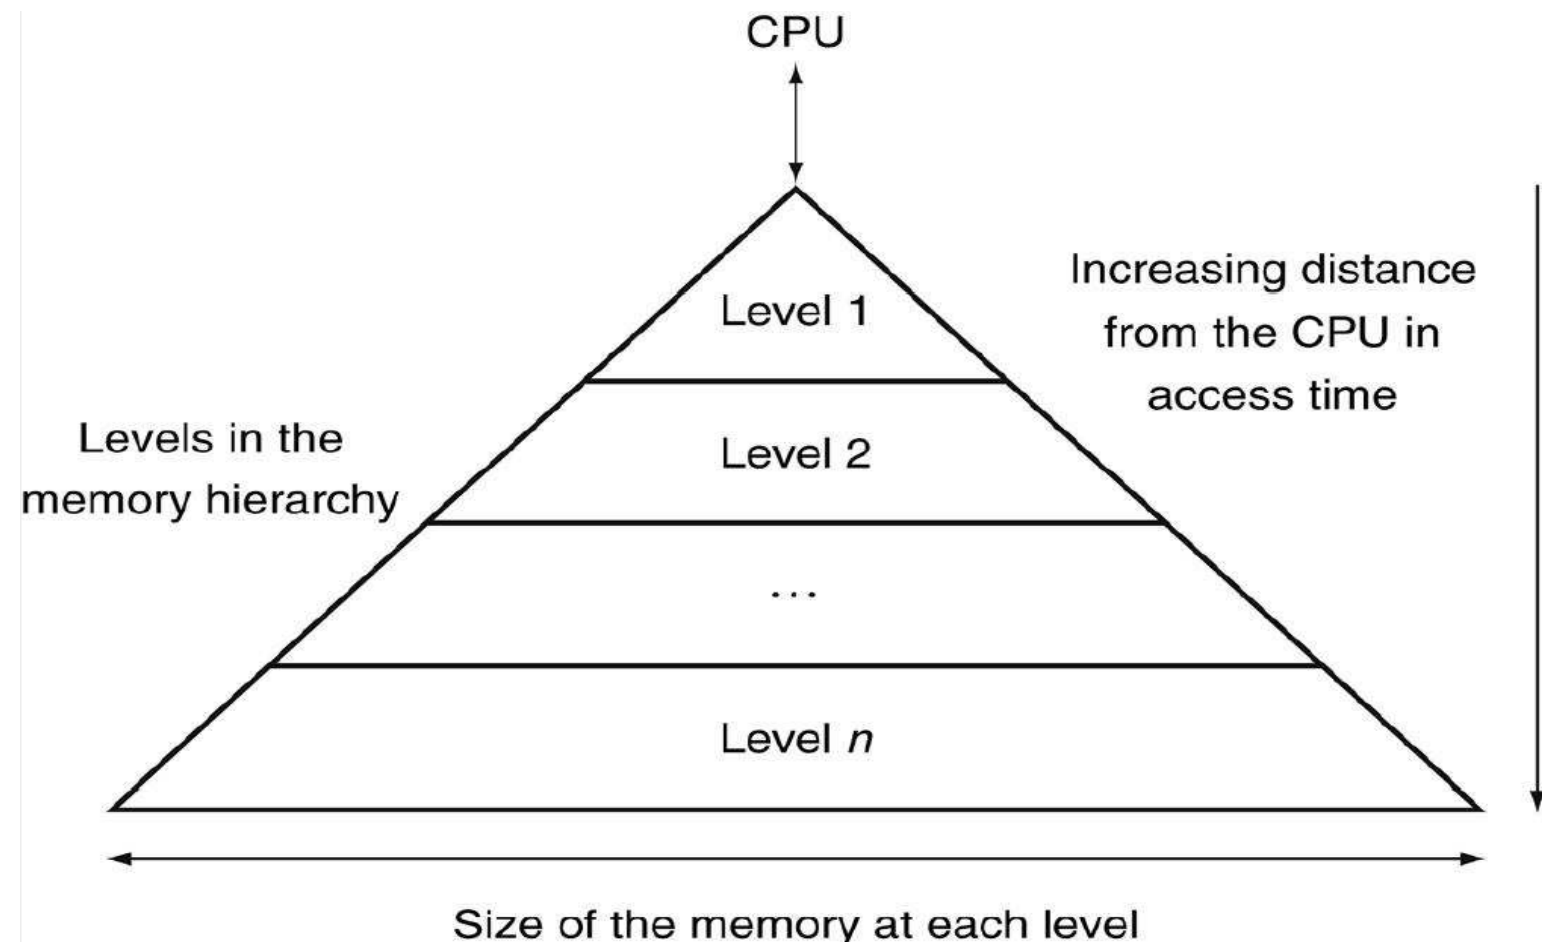 CPU
Level 1
Increasing distance
from the CPU in
access time
Levels in the
memory hierarchy
Level 2
...
Level n
Size of the memory at each level